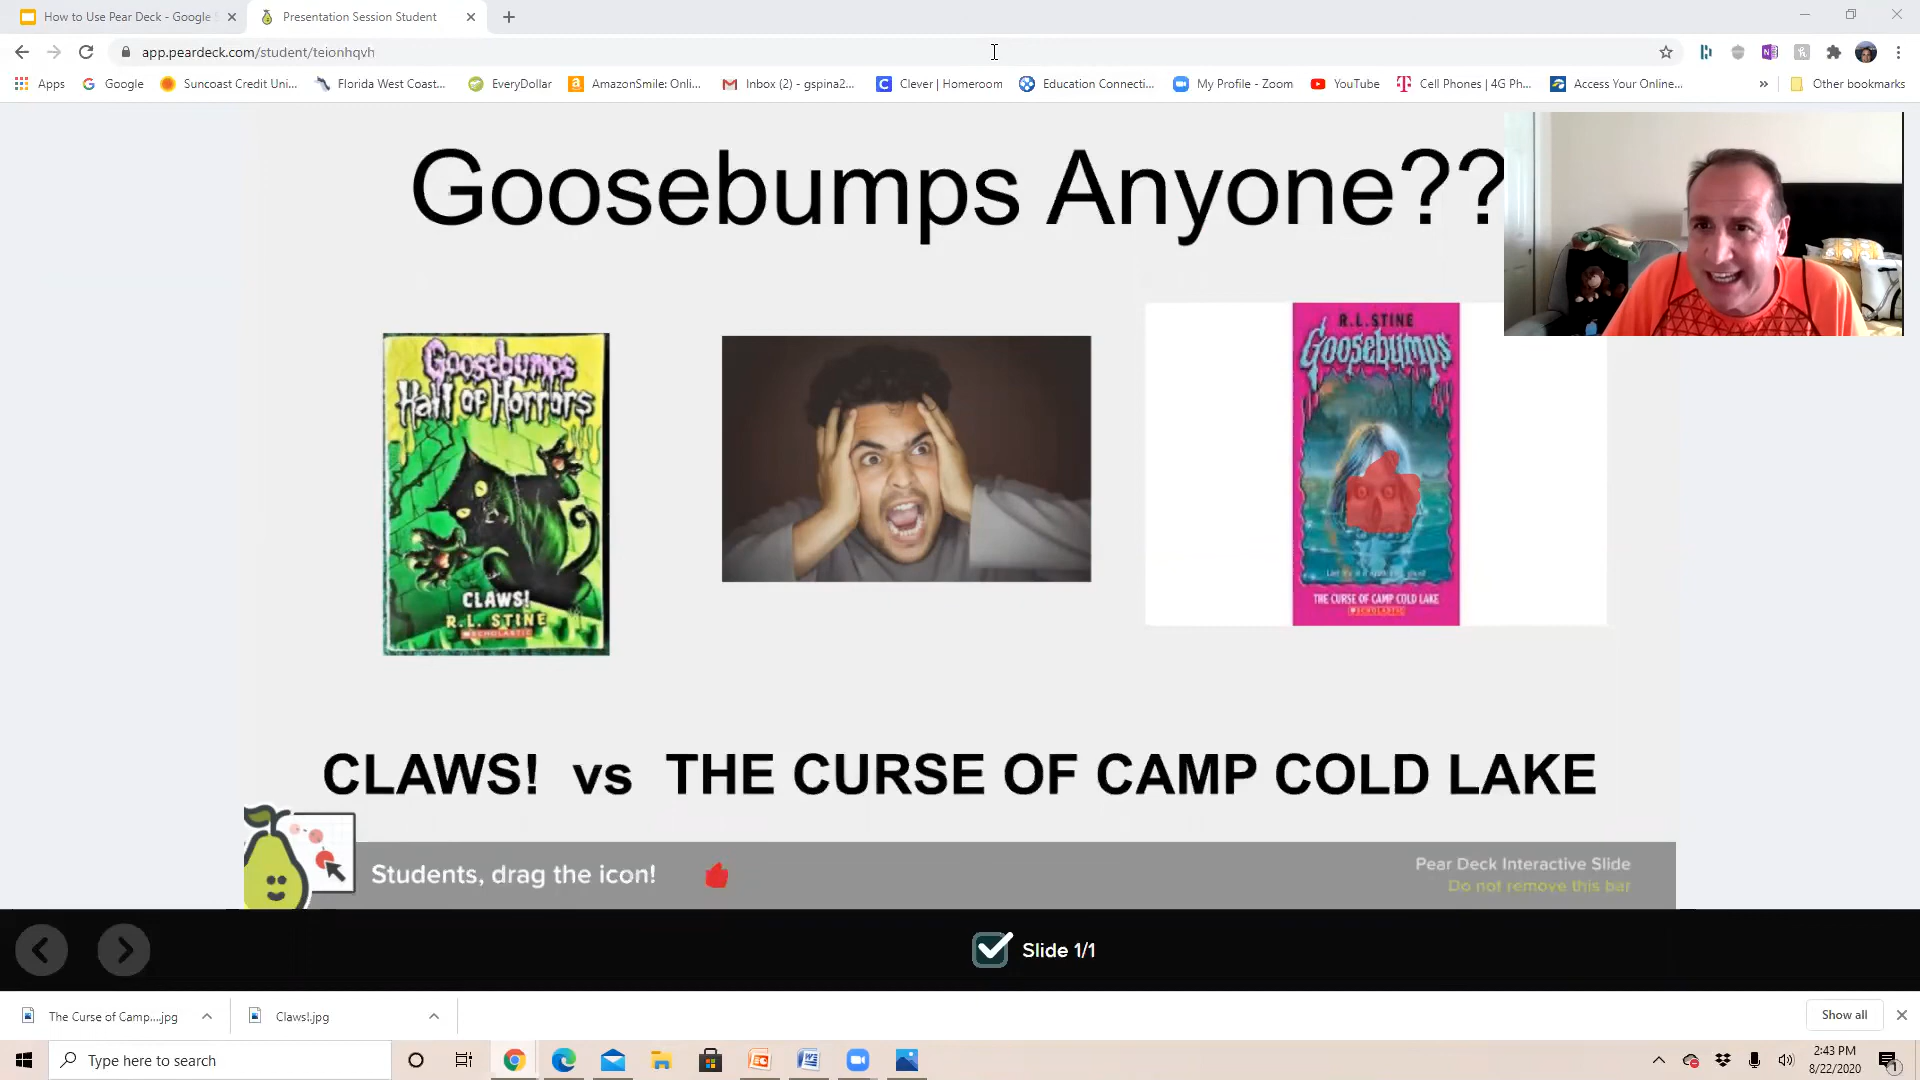 How to Use Pear Deck - Google
Presentation Session Student
app.peardeck.com/student/teionhqvh
Apps
Google
Suncoast Credit Uni...
Florida West Coast...
EveryDollar
AmazonSmile: Onli...
Inbox (2) - gspina2...
Clever | Homeroom
Education Connecti...
My Profile - Zoom
YouTube
Cell Phones | 4G Ph...
Access Your Online...
»
Other bookmarks
Goosebumps Anyone??
Goosebumps
Hall of Horrors
CLAWS!
R.L. STINE
SCHOLASTIC
R.L. STINE
Goosebumps
THE CURSE OF CAMP COLD LAKE
SCHOLASTIC
CLAWS! vs THE CURSE OF CAMP COLD LAKE
Students, drag the icon!
Pear Deck Interactive Slide
Do not remove this bar
Slide 1/1
The Curse of Camp....jpg
Claws!.jpg
Show all
Type here to search
2:43 PM
8/22/2020